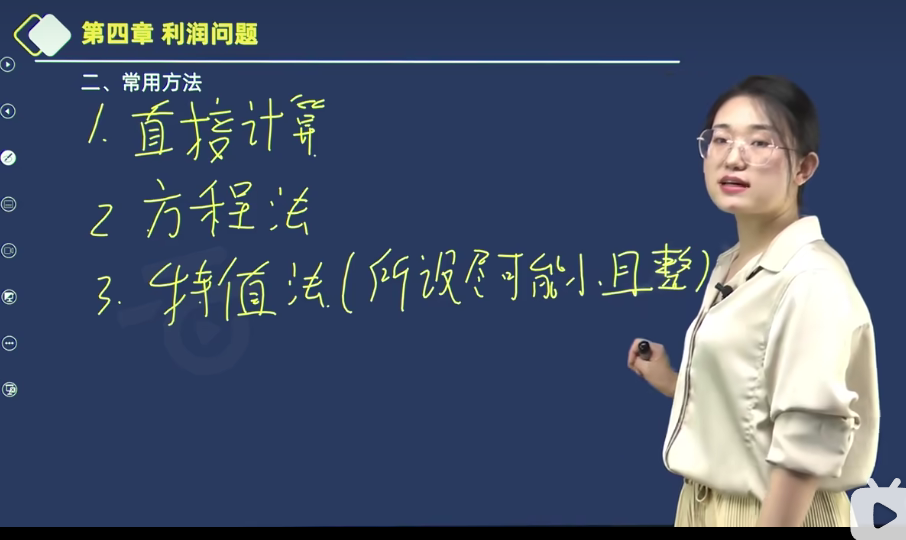 第四章 利润问题
二、常用方法
1. 直接计算
2 方程法
3. 特值法(所设尽可能小且整)